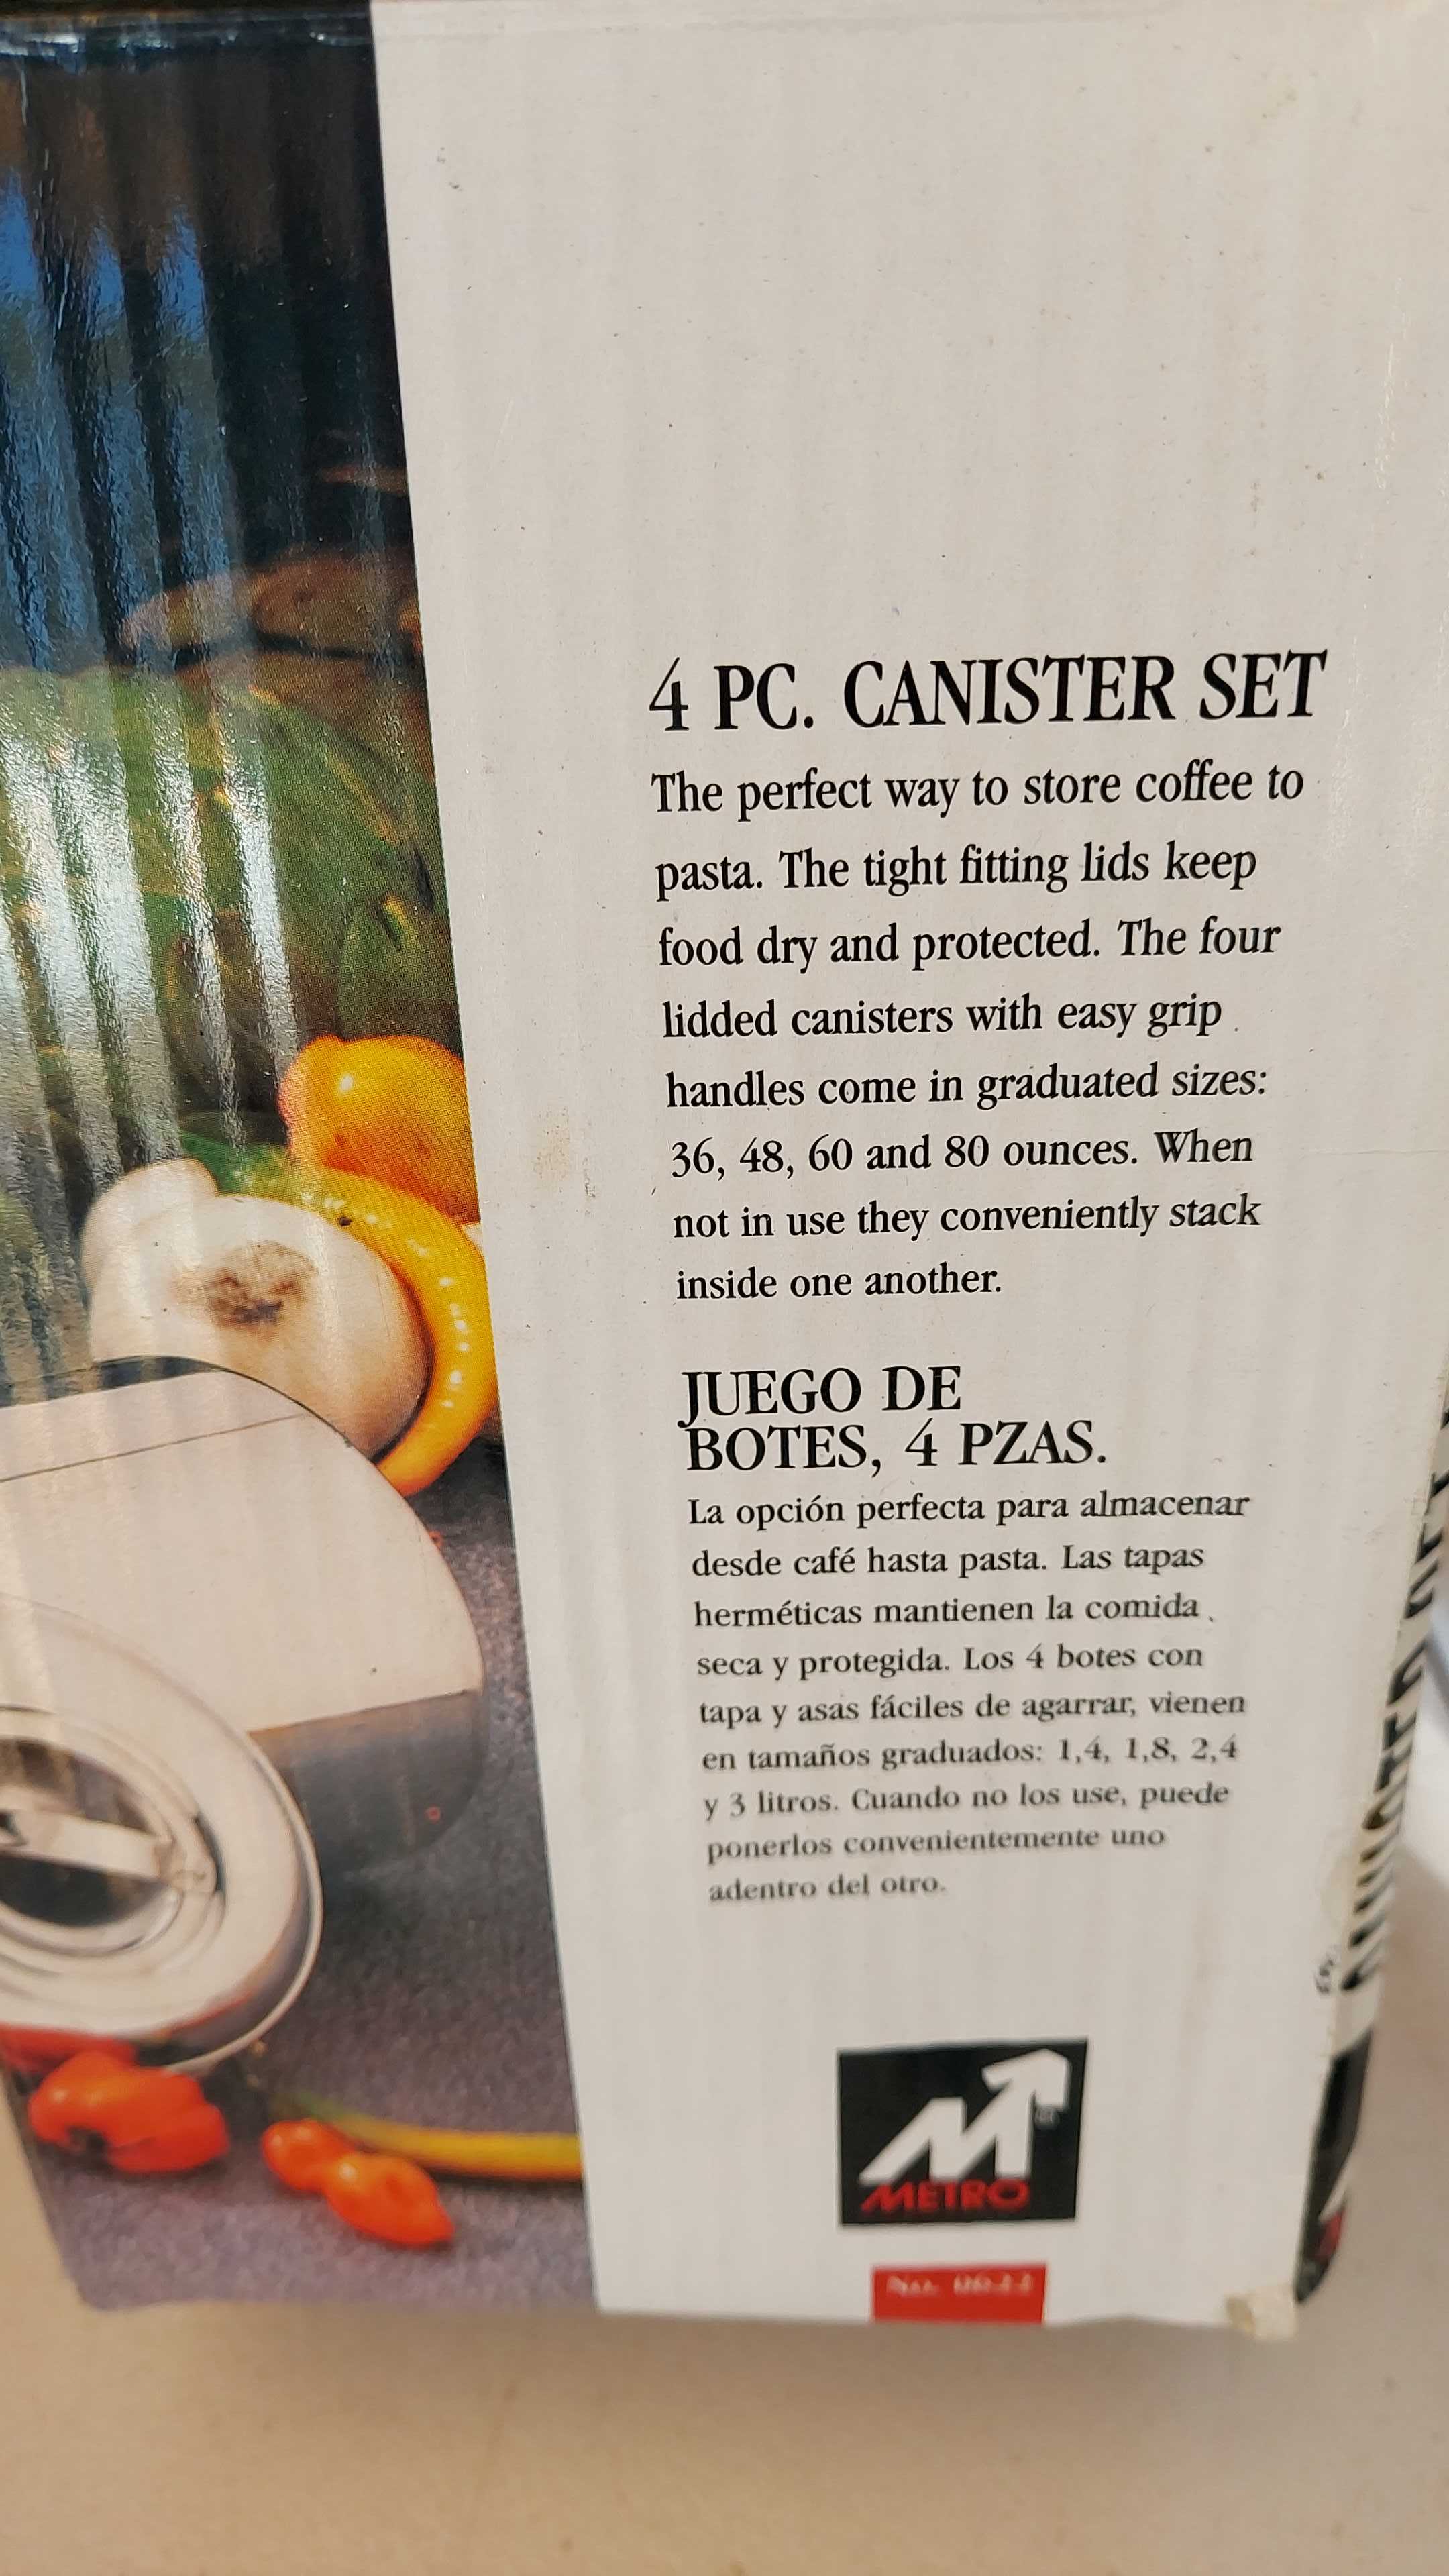 4 PC. CANISTER SET
The perfect way to store coffee to
pasta. The tight fitting lids keep
food dry and protected. The four
lidded canisters with easy grip
handles come in graduated sizes:
36, 48, 60 and 80 ounces. When
not in use they conveniently stack
inside one another.
JUEGO DE
BOTES, 4 PZAS.
La opción perfecta para almacenar
desde café hasta pasta. Las tapas
herméticas mantienen la comida
seca y protegida. Los 4 botes con
tapa y asas fáciles de agarrar, vienen
en tamaños graduados: 1,4, 1,8, 2,4
y 3 litros. Cuando no los use, puede
ponerlos convenientemente uno
adentro del otro.
M
METRO
No.